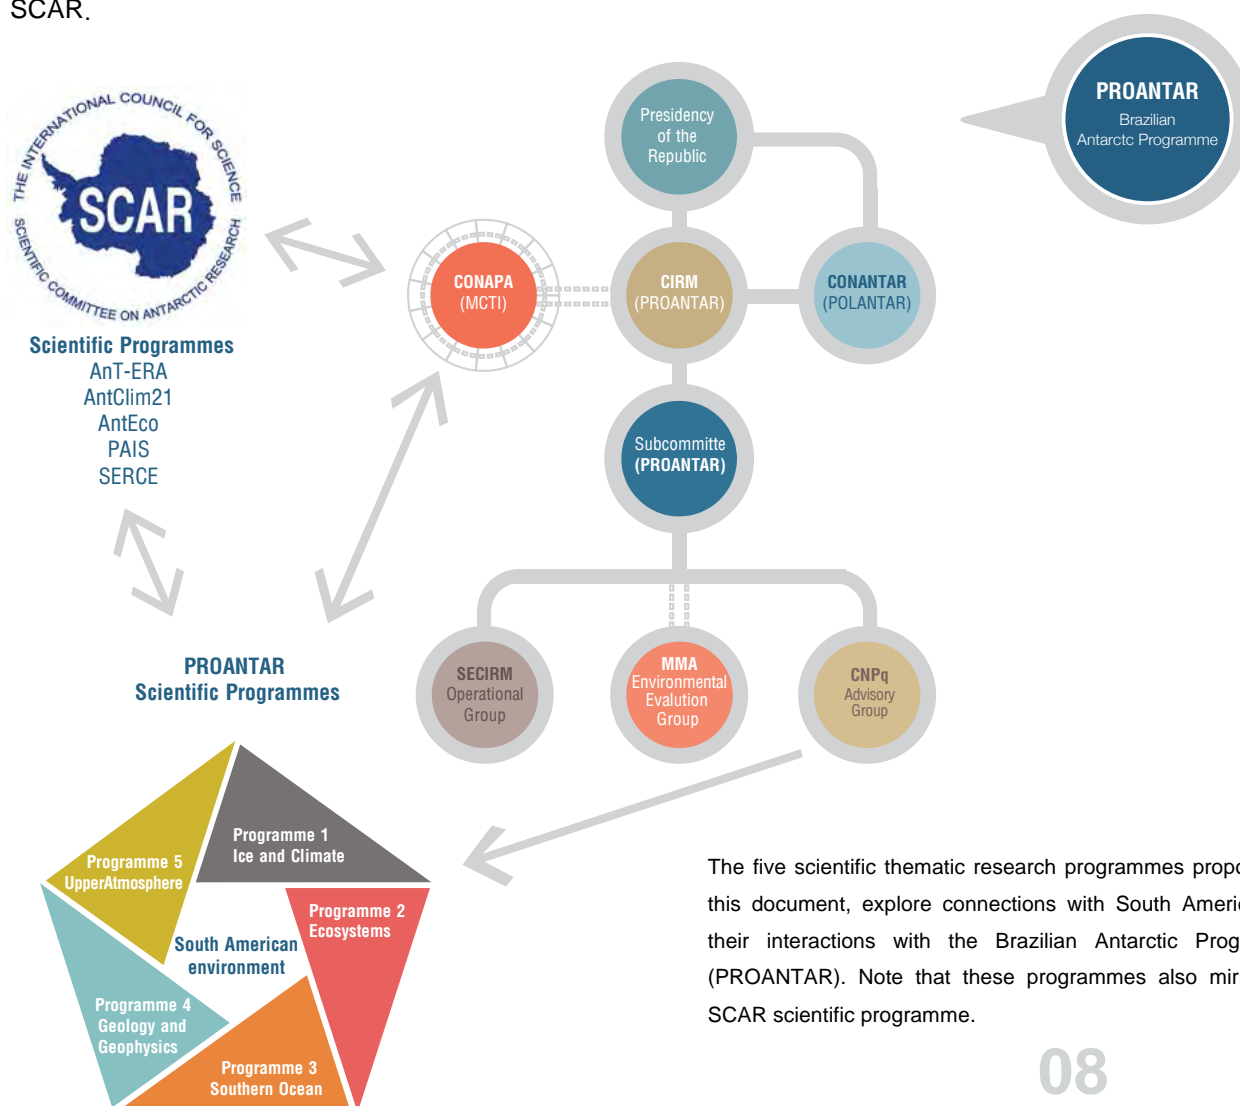 SCAR.
THE INTERNATIONAL COUNCIL FOR SCIENCE
SCAR
SCIENTIFIC COMMITTEE ON ANTARCTIC RESEARCH
Scientific Programmes
AnT-ERA
AntClim21
AntEco
PAIS
SERCE
Presidency
of the
Republic
PROANTAR
Brazilian
Antarctc Programme
CONAPA
(MCTI)
CIRM
(PROANTAR)
CONANTAR
(POLANTAR)
Subcommitte
(PROANTAR)
SECIRM
Operational
Group
MMA
Environmental
Evalution
Group
CNPq
Advisory
Group
PROANTAR
Scientific Programmes
Programme 1
Ice and Climate
Programme 5
UpperAtmosphere
Programme 2
Ecosystems
South American
environment
Programme 4
Geology and
Geophysics
Programme 3
Southern Ocean
The five scientific thematic research programmes propo
this document, explore connections with South Americ
their interactions with the Brazilian Antarctic Prog
(PROANTAR). Note that these programmes also mir
SCAR scientific programme.
08